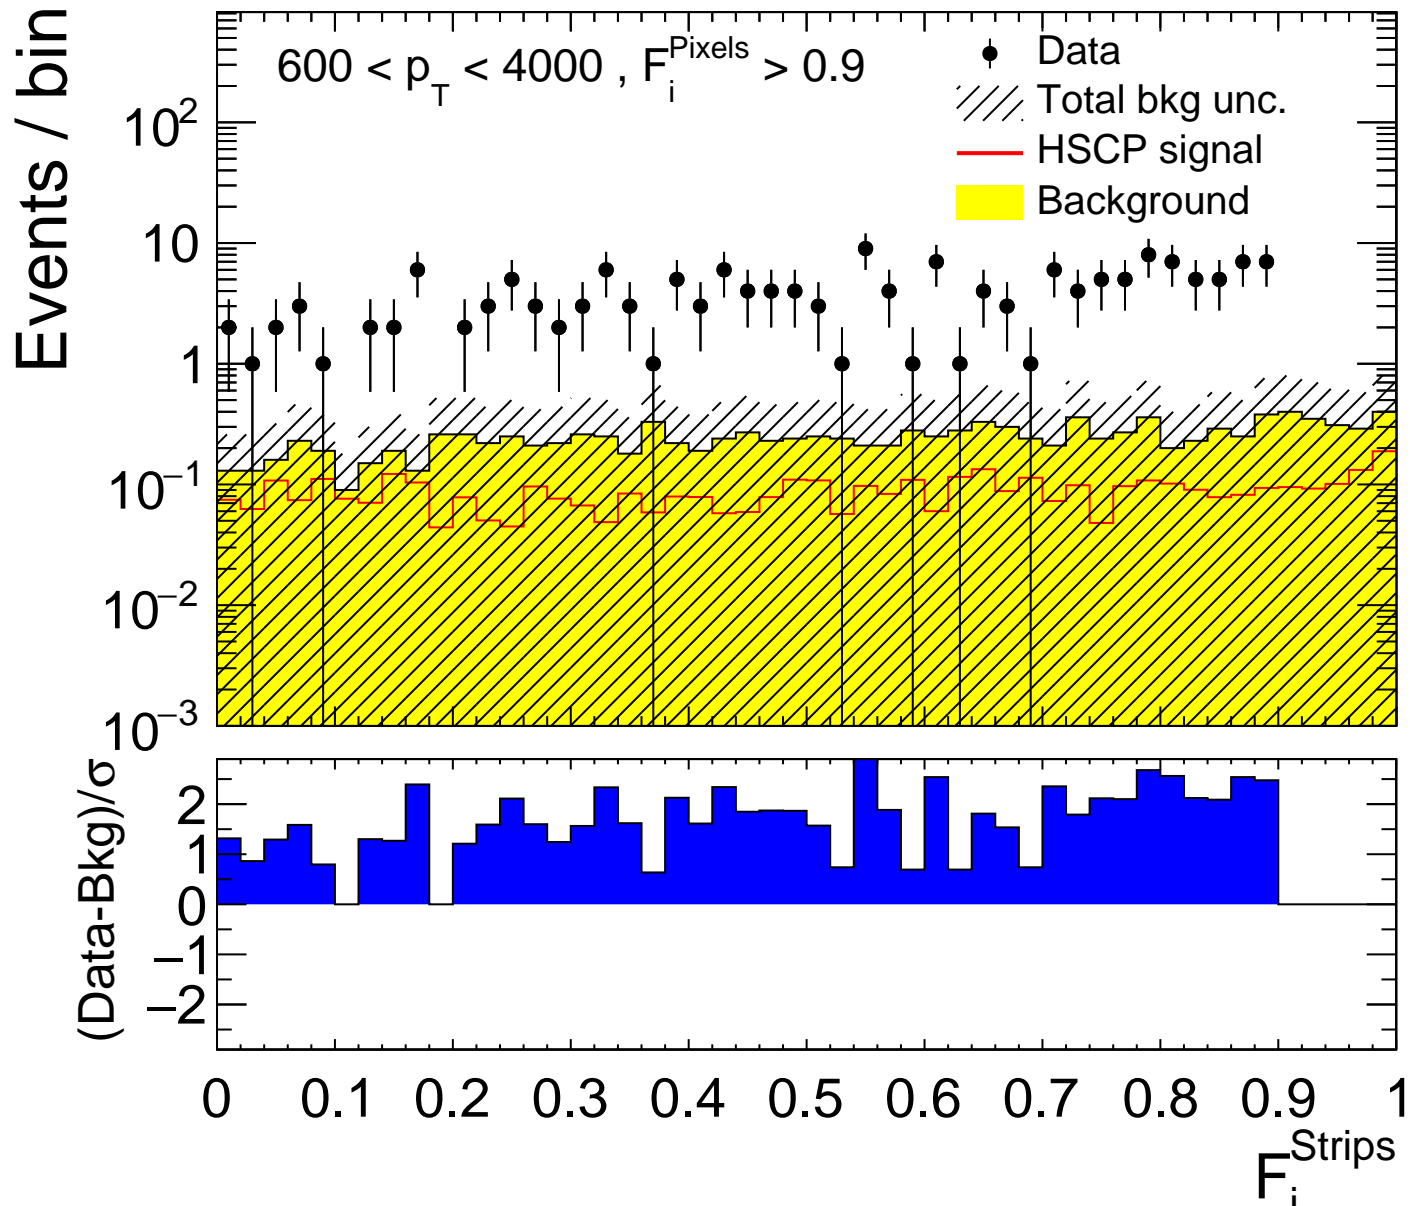 Events / bin
600 < p_T < 4000 , F_i^Pixels > 0.9
Data
Total bkg unc.
HSCP signal
Background
10²
10
1
10⁻¹
10⁻²
10⁻³
(Data-Bkg)/σ
2
1
0
−1
−2
0 0.1 0.2 0.3 0.4 0.5 0.6 0.7 0.8 0.9 1
F_i^Strips